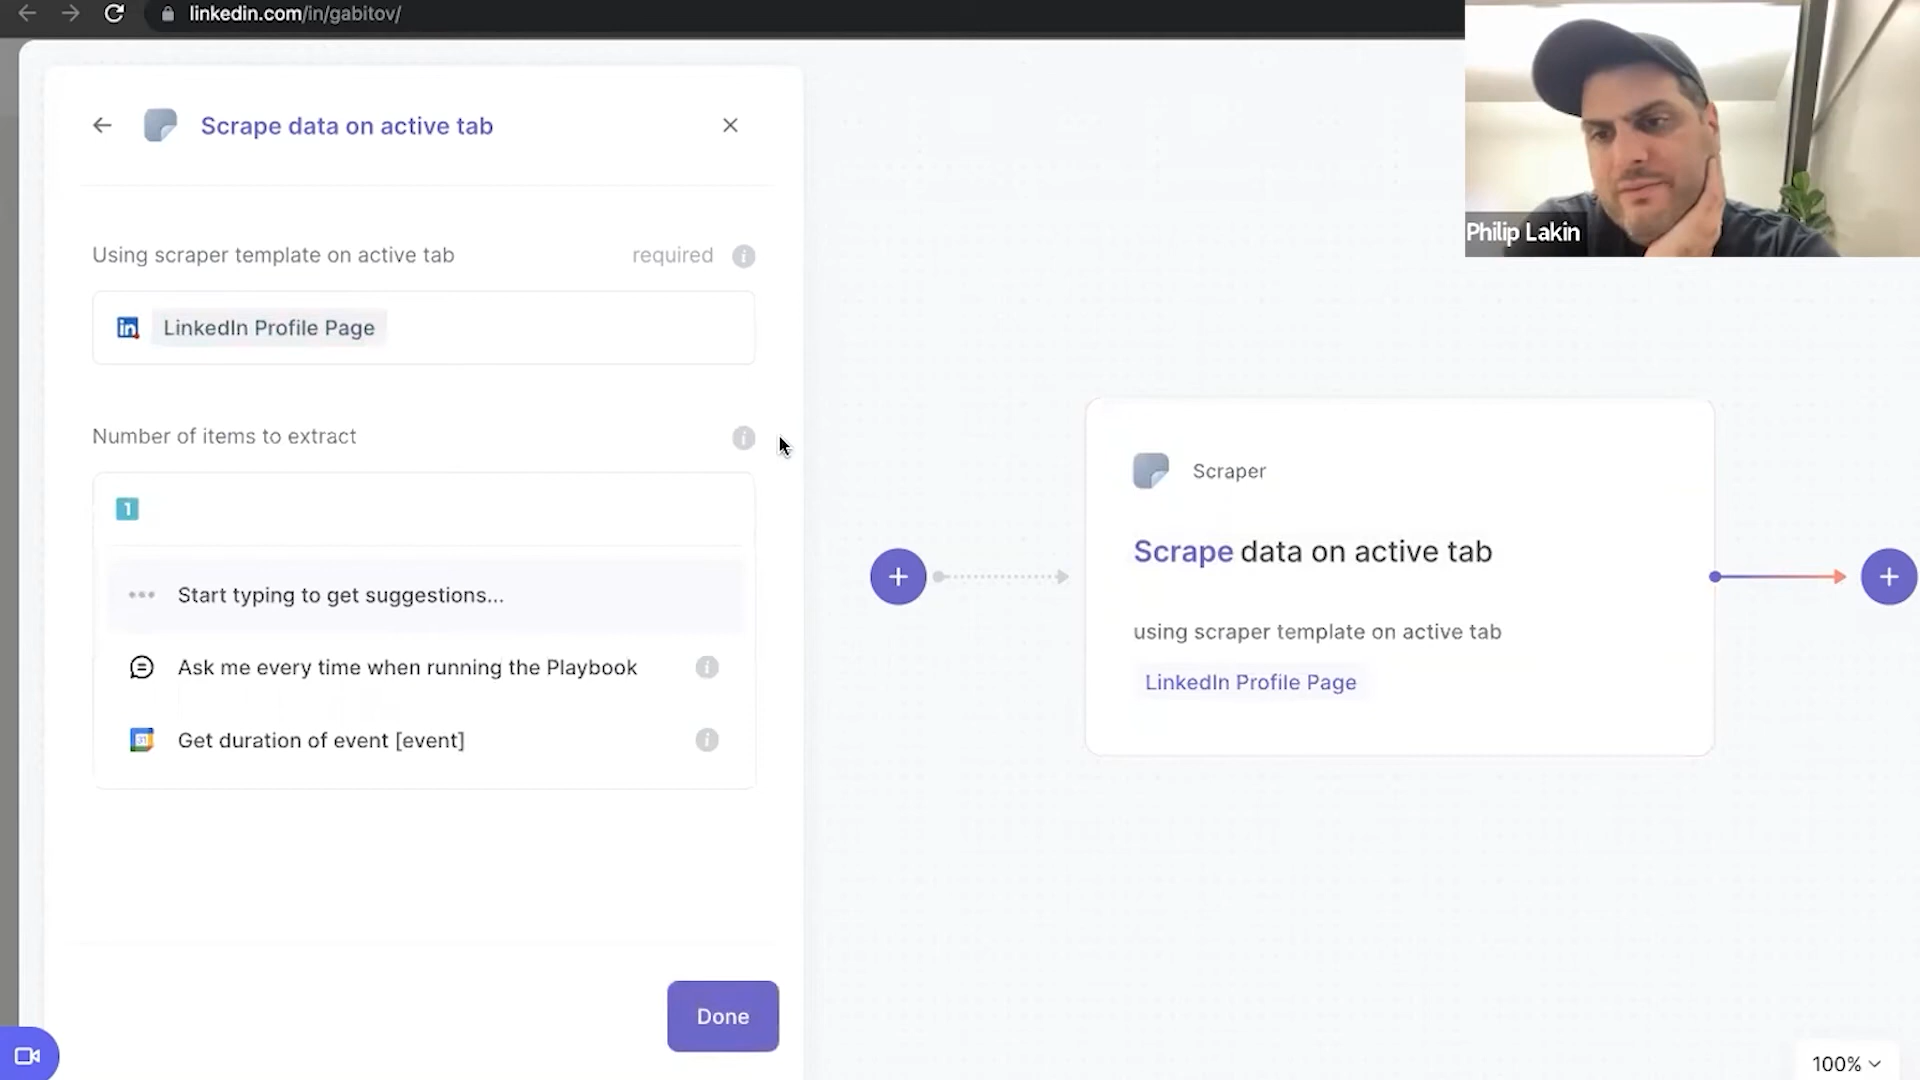 linkedin.com/in/gabitov/
Scrape data on active tab
Using scraper template on active tab required
LinkedIn Profile Page
Number of items to extract
1
Start typing to get suggestions...
Ask me every time when running the Playbook
31
Get duration of event [event]
Done
Scraper
Scrape data on active tab
using scraper template on active tab
LinkedIn Profile Page
Philip Lakin
100%